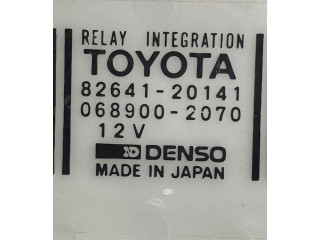 RELAY INTEGRATION
TOYOTA
82641-20141
068900-2070
12V
DENSO
MADE IN JAPAN